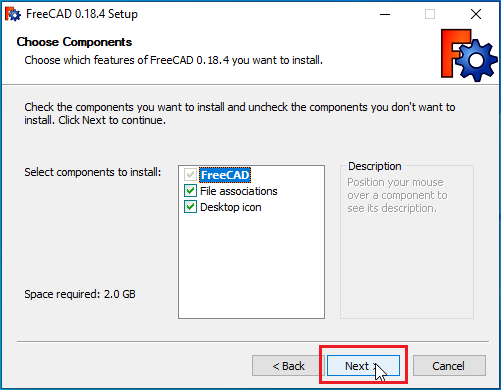 FreeCAD 0.18.4 Setup
Choose Components
Choose which features of FreeCAD 0.18.4 you want to install.
Check the components you want to install and uncheck the components you don't want to
install. Click Next to continue.
Select components to install:
FreeCAD
File associations
Desktop icon
Description
Position your mouse
over a component to
see its description.
Space required: 2.0 GB
< Back
Next >
Cancel